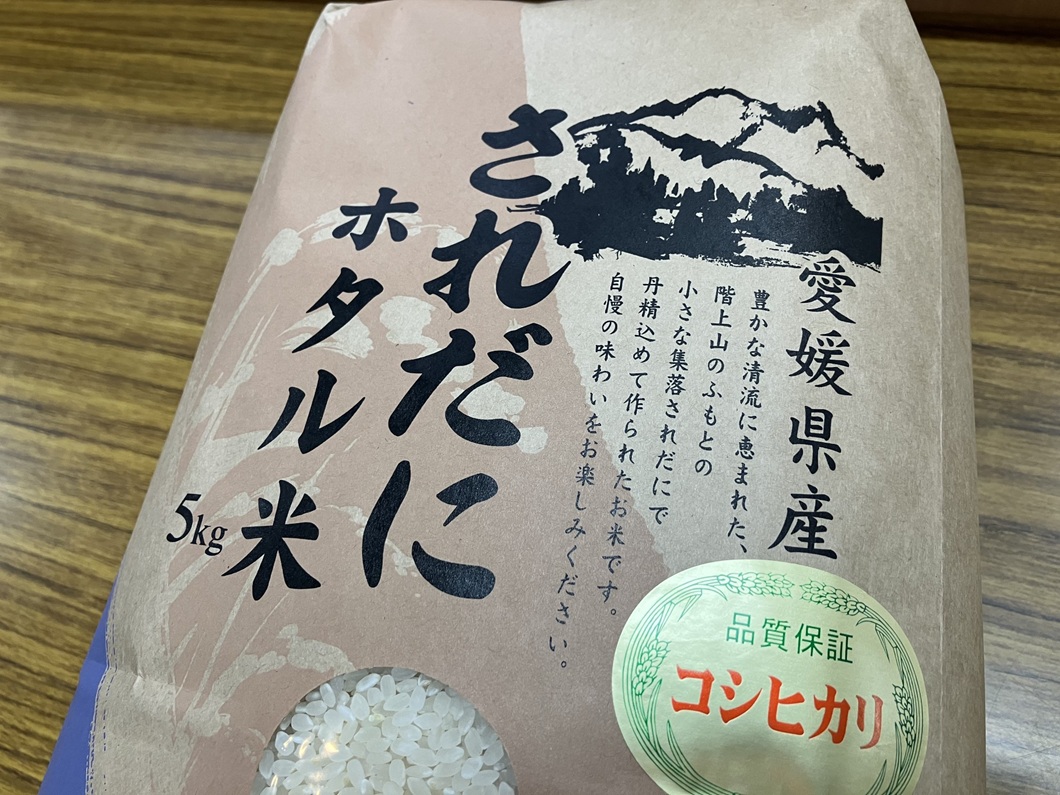 愛媛県産
豊かな清流に恵まれた、
階上山のふもとの
小さな集落されだにで
丹精込めて作られたお米です。
自慢の味わいをお楽しみください。
されだに
ホタル米
5kg
品質保証
コシヒカリ